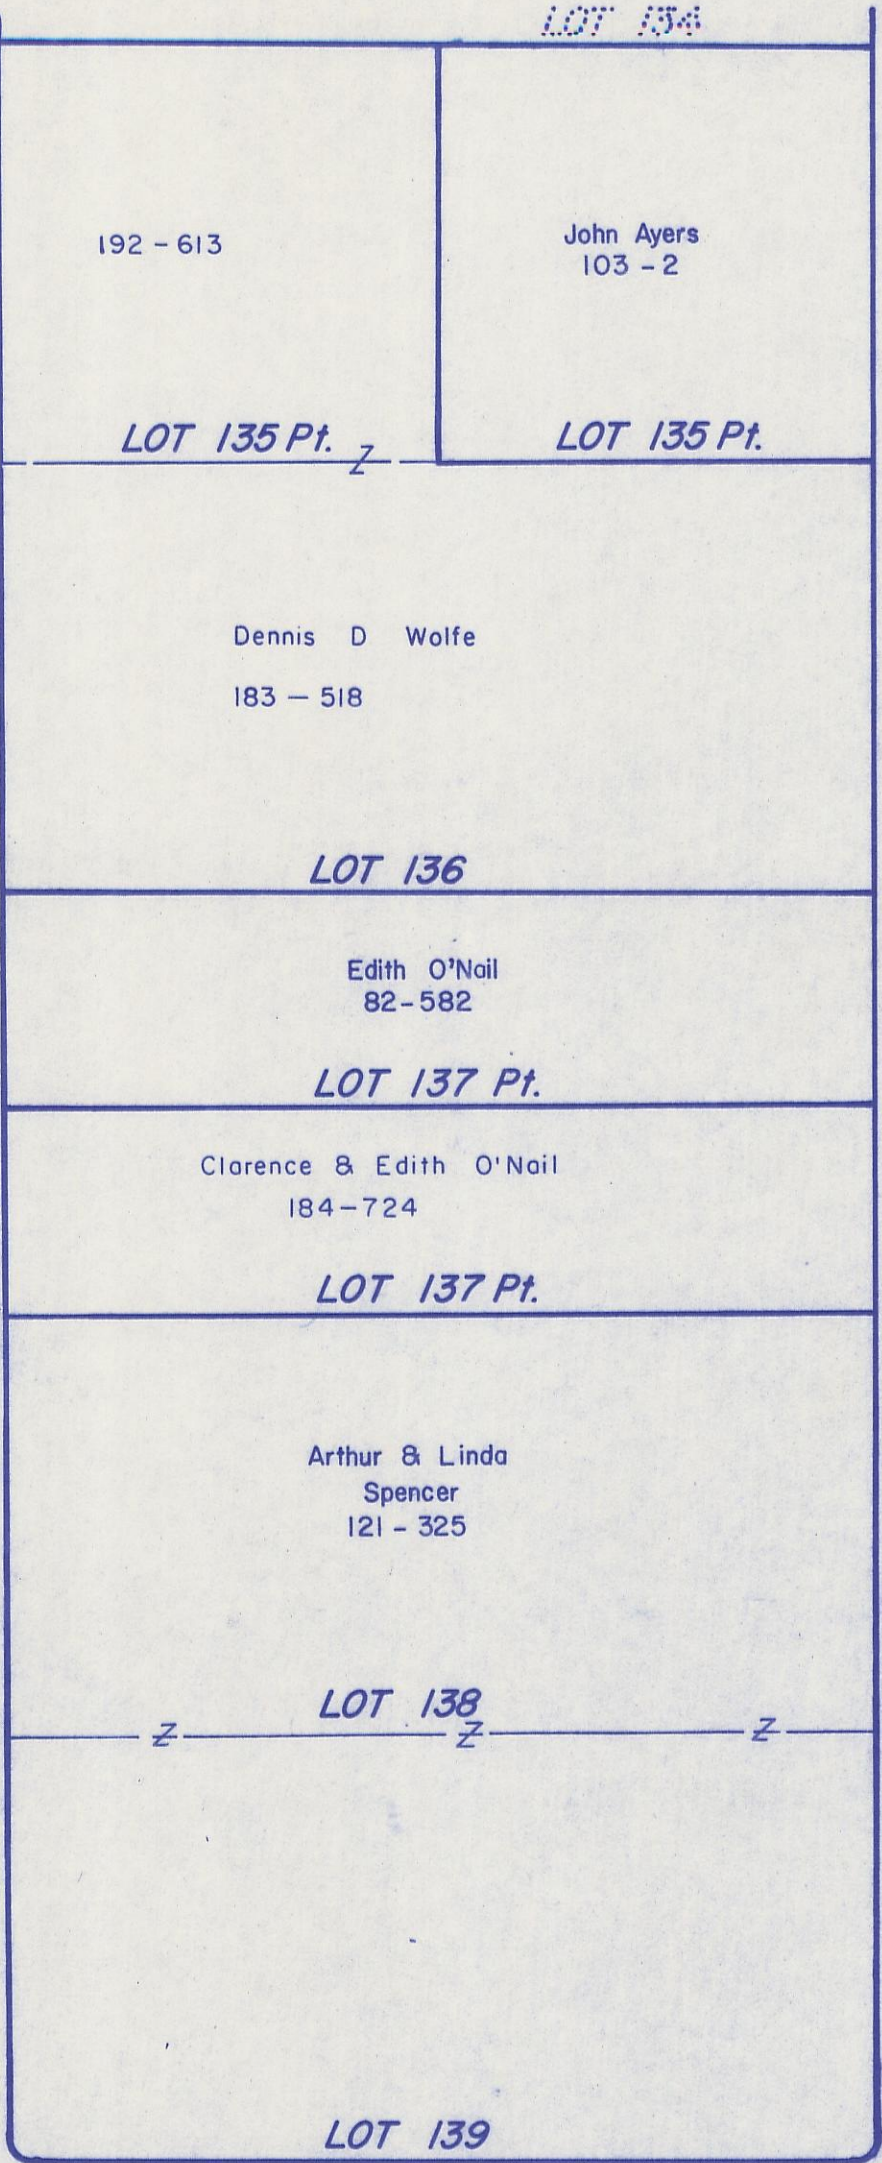 LOT 134
192 - 613
John Ayers
103 - 2
LOT 135 Pt.
LOT 135 Pt.
Z
Dennis D Wolfe
183 - 518
LOT 136
Edith O'Nail
82-582
LOT 137 Pt.
Clarence & Edith O'Nail
184-724
LOT 137 Pt.
Arthur & Linda
Spencer
121 - 325
LOT 138
Z Z Z
LOT 139